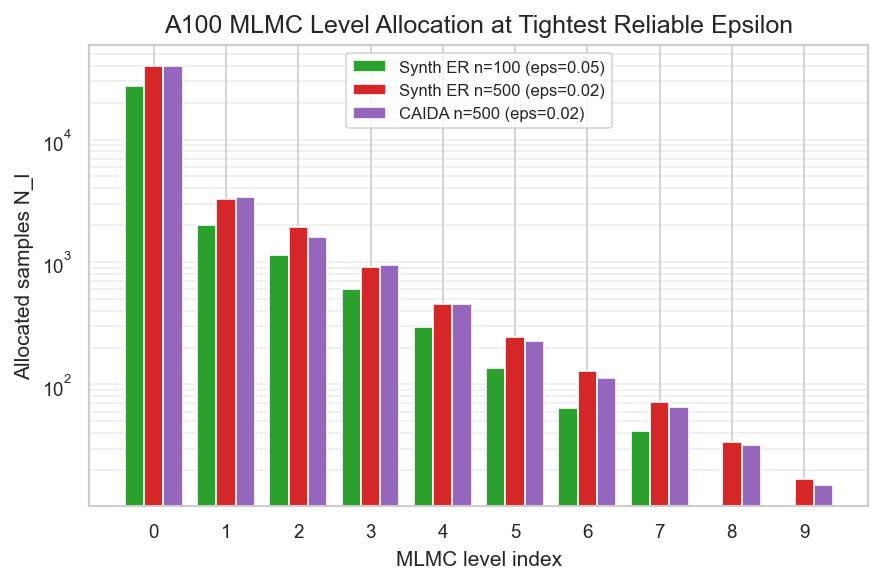 A100 MLMC Level Allocation at Tightest Reliable Epsilon
Synth ER n=100 (eps=0.05)
Synth ER n=500 (eps=0.02)
CAIDA n=500 (eps=0.02)
Allocated samples N_l
10^4
10^3
10^2
0 1 2 3 4 5 6 7 8 9
MLMC level index